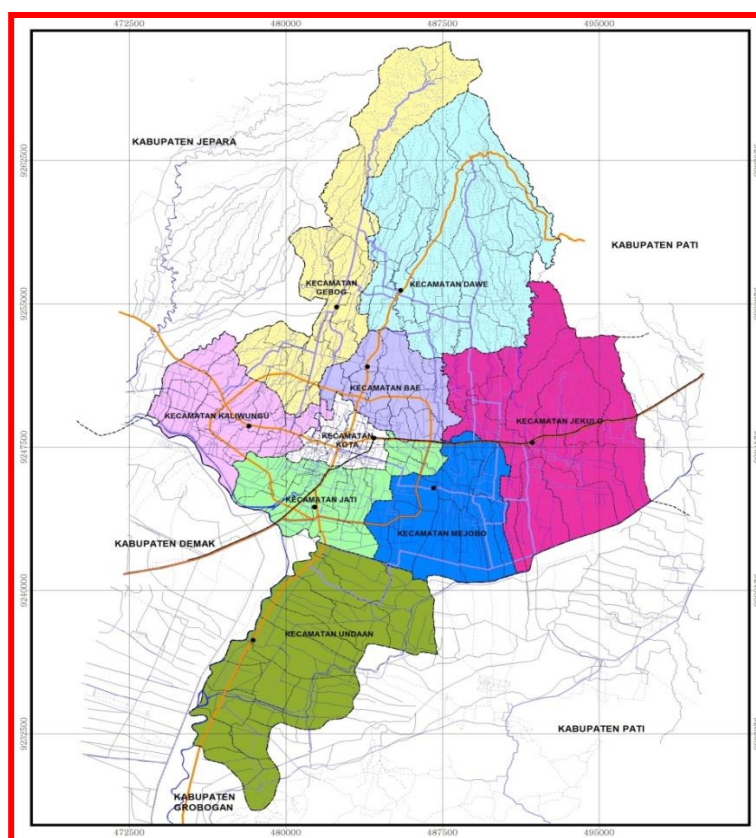 472500 480000 487500 495000
KABUPATEN JEPARA
9262500
KABUPATEN PATI
KECAMATAN
GEBOG
KECAMATAN DAWE
9255000
KECAMATAN BAE
KECAMATAN KALIWUNGU
KECAMATAN JEKULO
KECAMATAN
KOTA
9247500
KECAMATAN JATI
KECAMATAN MEJOBO
KABUPATEN DEMAK
9240000
KECAMATAN UNDAAN
KABUPATEN PATI
9232500
KABUPATEN
GROBOGAN
472500 480000 487500 495000